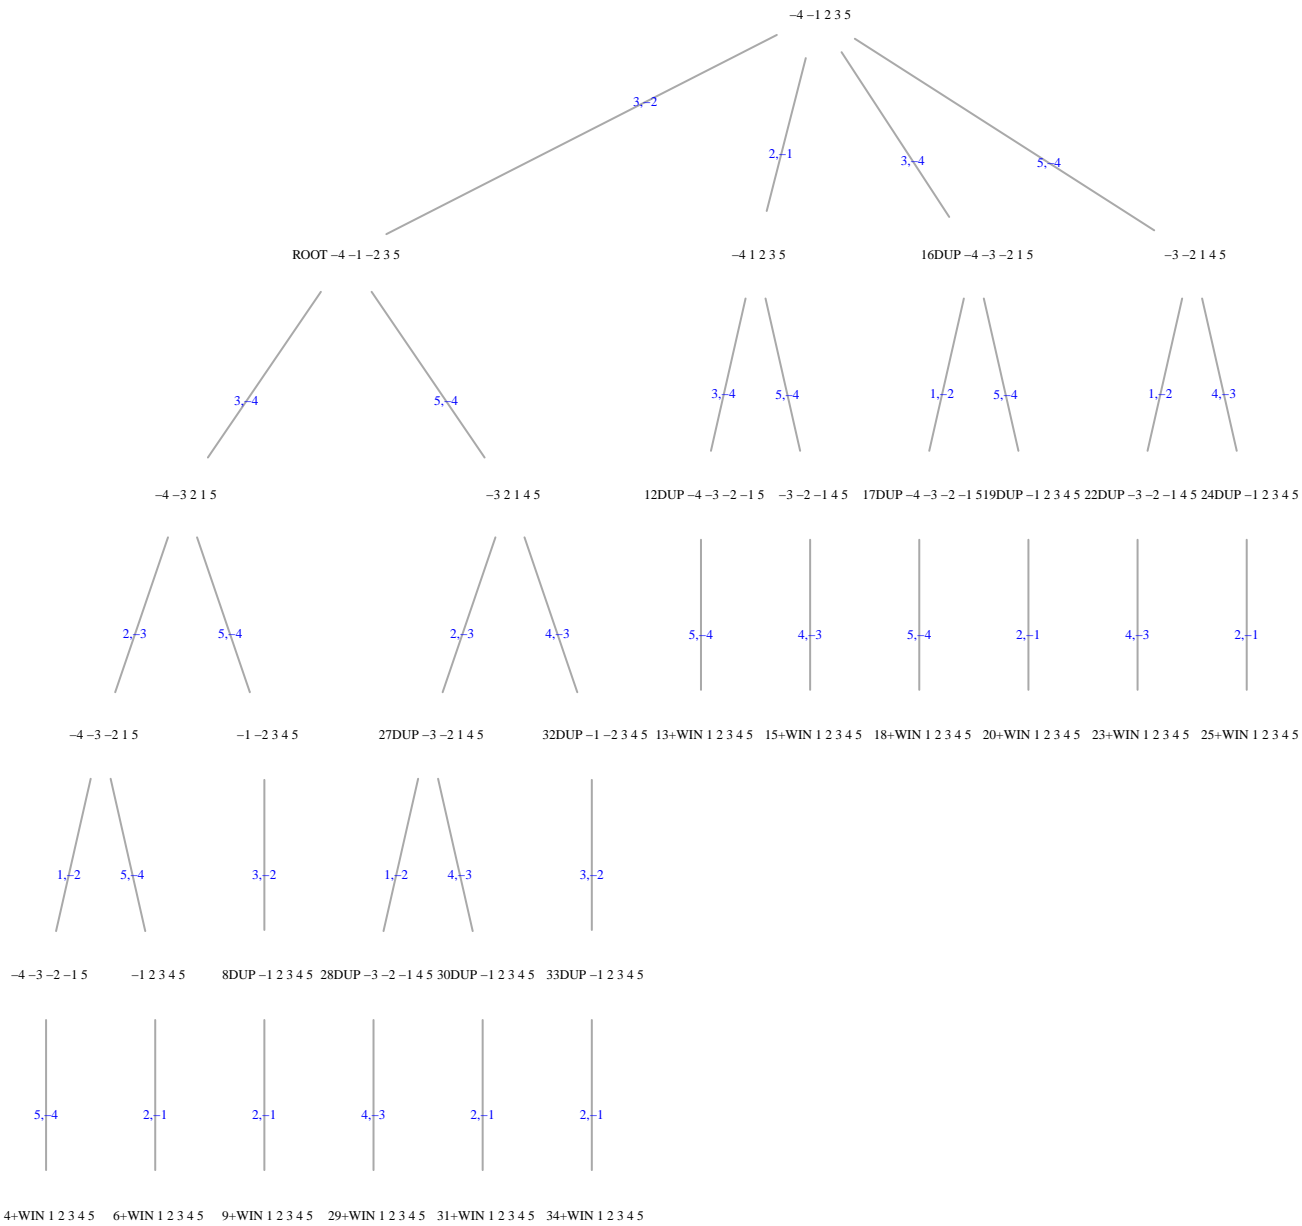 −4 −1 2 3 5
3,−2
2,−1
3,−4
5,−4
ROOT −4 −1 −2 3 5
−4 1 2 3 5
16DUP −4 −3 −2 1 5
−3 −2 1 4 5
3,−4
5,−4
3,−4
5,−4
1,−2
5,−4
1,−2
4,−3
−4 −3 2 1 5
−3 2 1 4 5
12DUP −4 −3 −2 −1 5
−3 −2 −1 4 5
17DUP −4 −3 −2 −1 5
19DUP −1 2 3 4 5
22DUP −3 −2 −1 4 5
24DUP −1 2 3 4 5
2,−3
5,−4
2,−3
4,−3
5,−4
4,−3
5,−4
2,−1
4,−3
2,−1
−4 −3 −2 1 5
−1 −2 3 4 5
27DUP −3 −2 1 4 5
32DUP −1 −2 3 4 5
13+WIN 1 2 3 4 5
15+WIN 1 2 3 4 5
18+WIN 1 2 3 4 5
20+WIN 1 2 3 4 5
23+WIN 1 2 3 4 5
25+WIN 1 2 3 4 5
1,−2
5,−4
3,−2
1,−2
4,−3
3,−2
−4 −3 −2 −1 5
−1 2 3 4 5
8DUP −1 2 3 4 5
28DUP −3 −2 −1 4 5
30DUP −1 2 3 4 5
33DUP −1 2 3 4 5
5,−4
2,−1
2,−1
4,−3
2,−1
2,−1
4+WIN 1 2 3 4 5
6+WIN 1 2 3 4 5
9+WIN 1 2 3 4 5
29+WIN 1 2 3 4 5
31+WIN 1 2 3 4 5
34+WIN 1 2 3 4 5